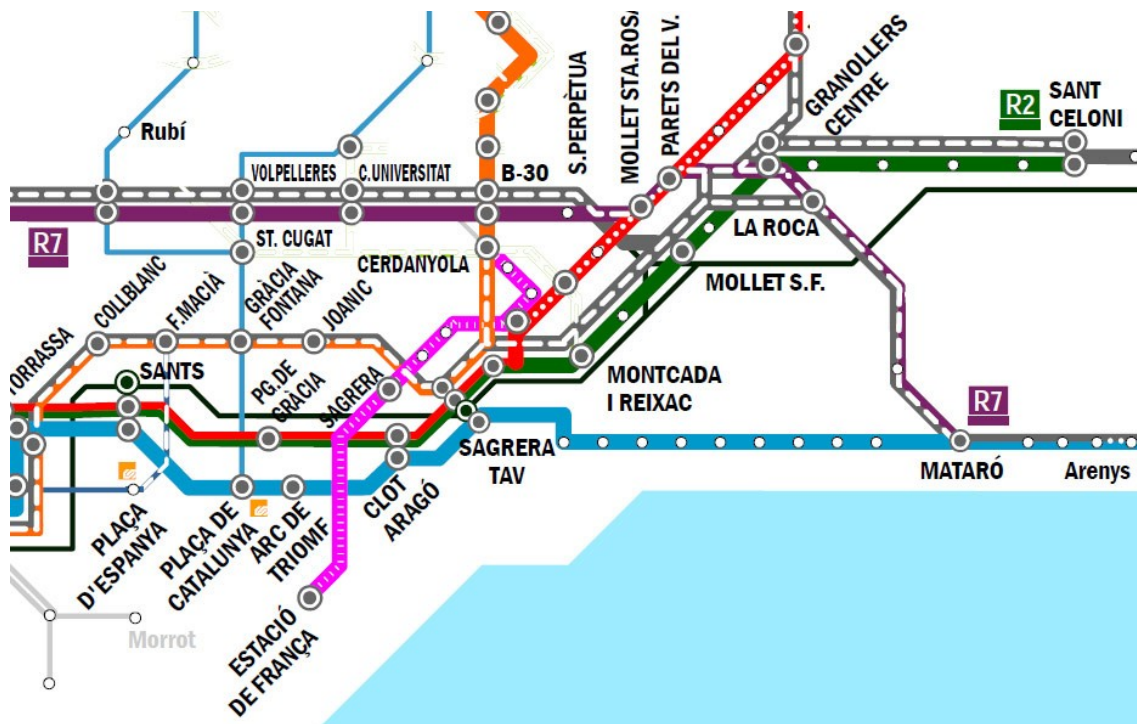 S.PERPÈTUA
MOLLET STA.ROSA
PARETS DEL V.
GRANOLLERS
CENTRE
R2
SANT
CELONI
Rubí
VOLPELLERES
C.UNIVERSITAT
B-30
R7
ST. CUGAT
CERDANYOLA
LA ROCA
MOLLET S.F.
TORRASSA
COLLBLANC
F.MACIÀ
GRÀCIA
FONTANA
JOANIC
SANTS
PG.DE
GRÀCIA
SAGRERA
MONTCADA
I REIXAC
R7
SAGRERA
TAV
MATARÓ
Arenys
PLAÇA
D'ESPANYA
PLAÇA DE
CATALUNYA
ARC DE
TRIOMF
CLOT
ARAGÓ
ESTACIÓ
DE FRANÇA
Morrot